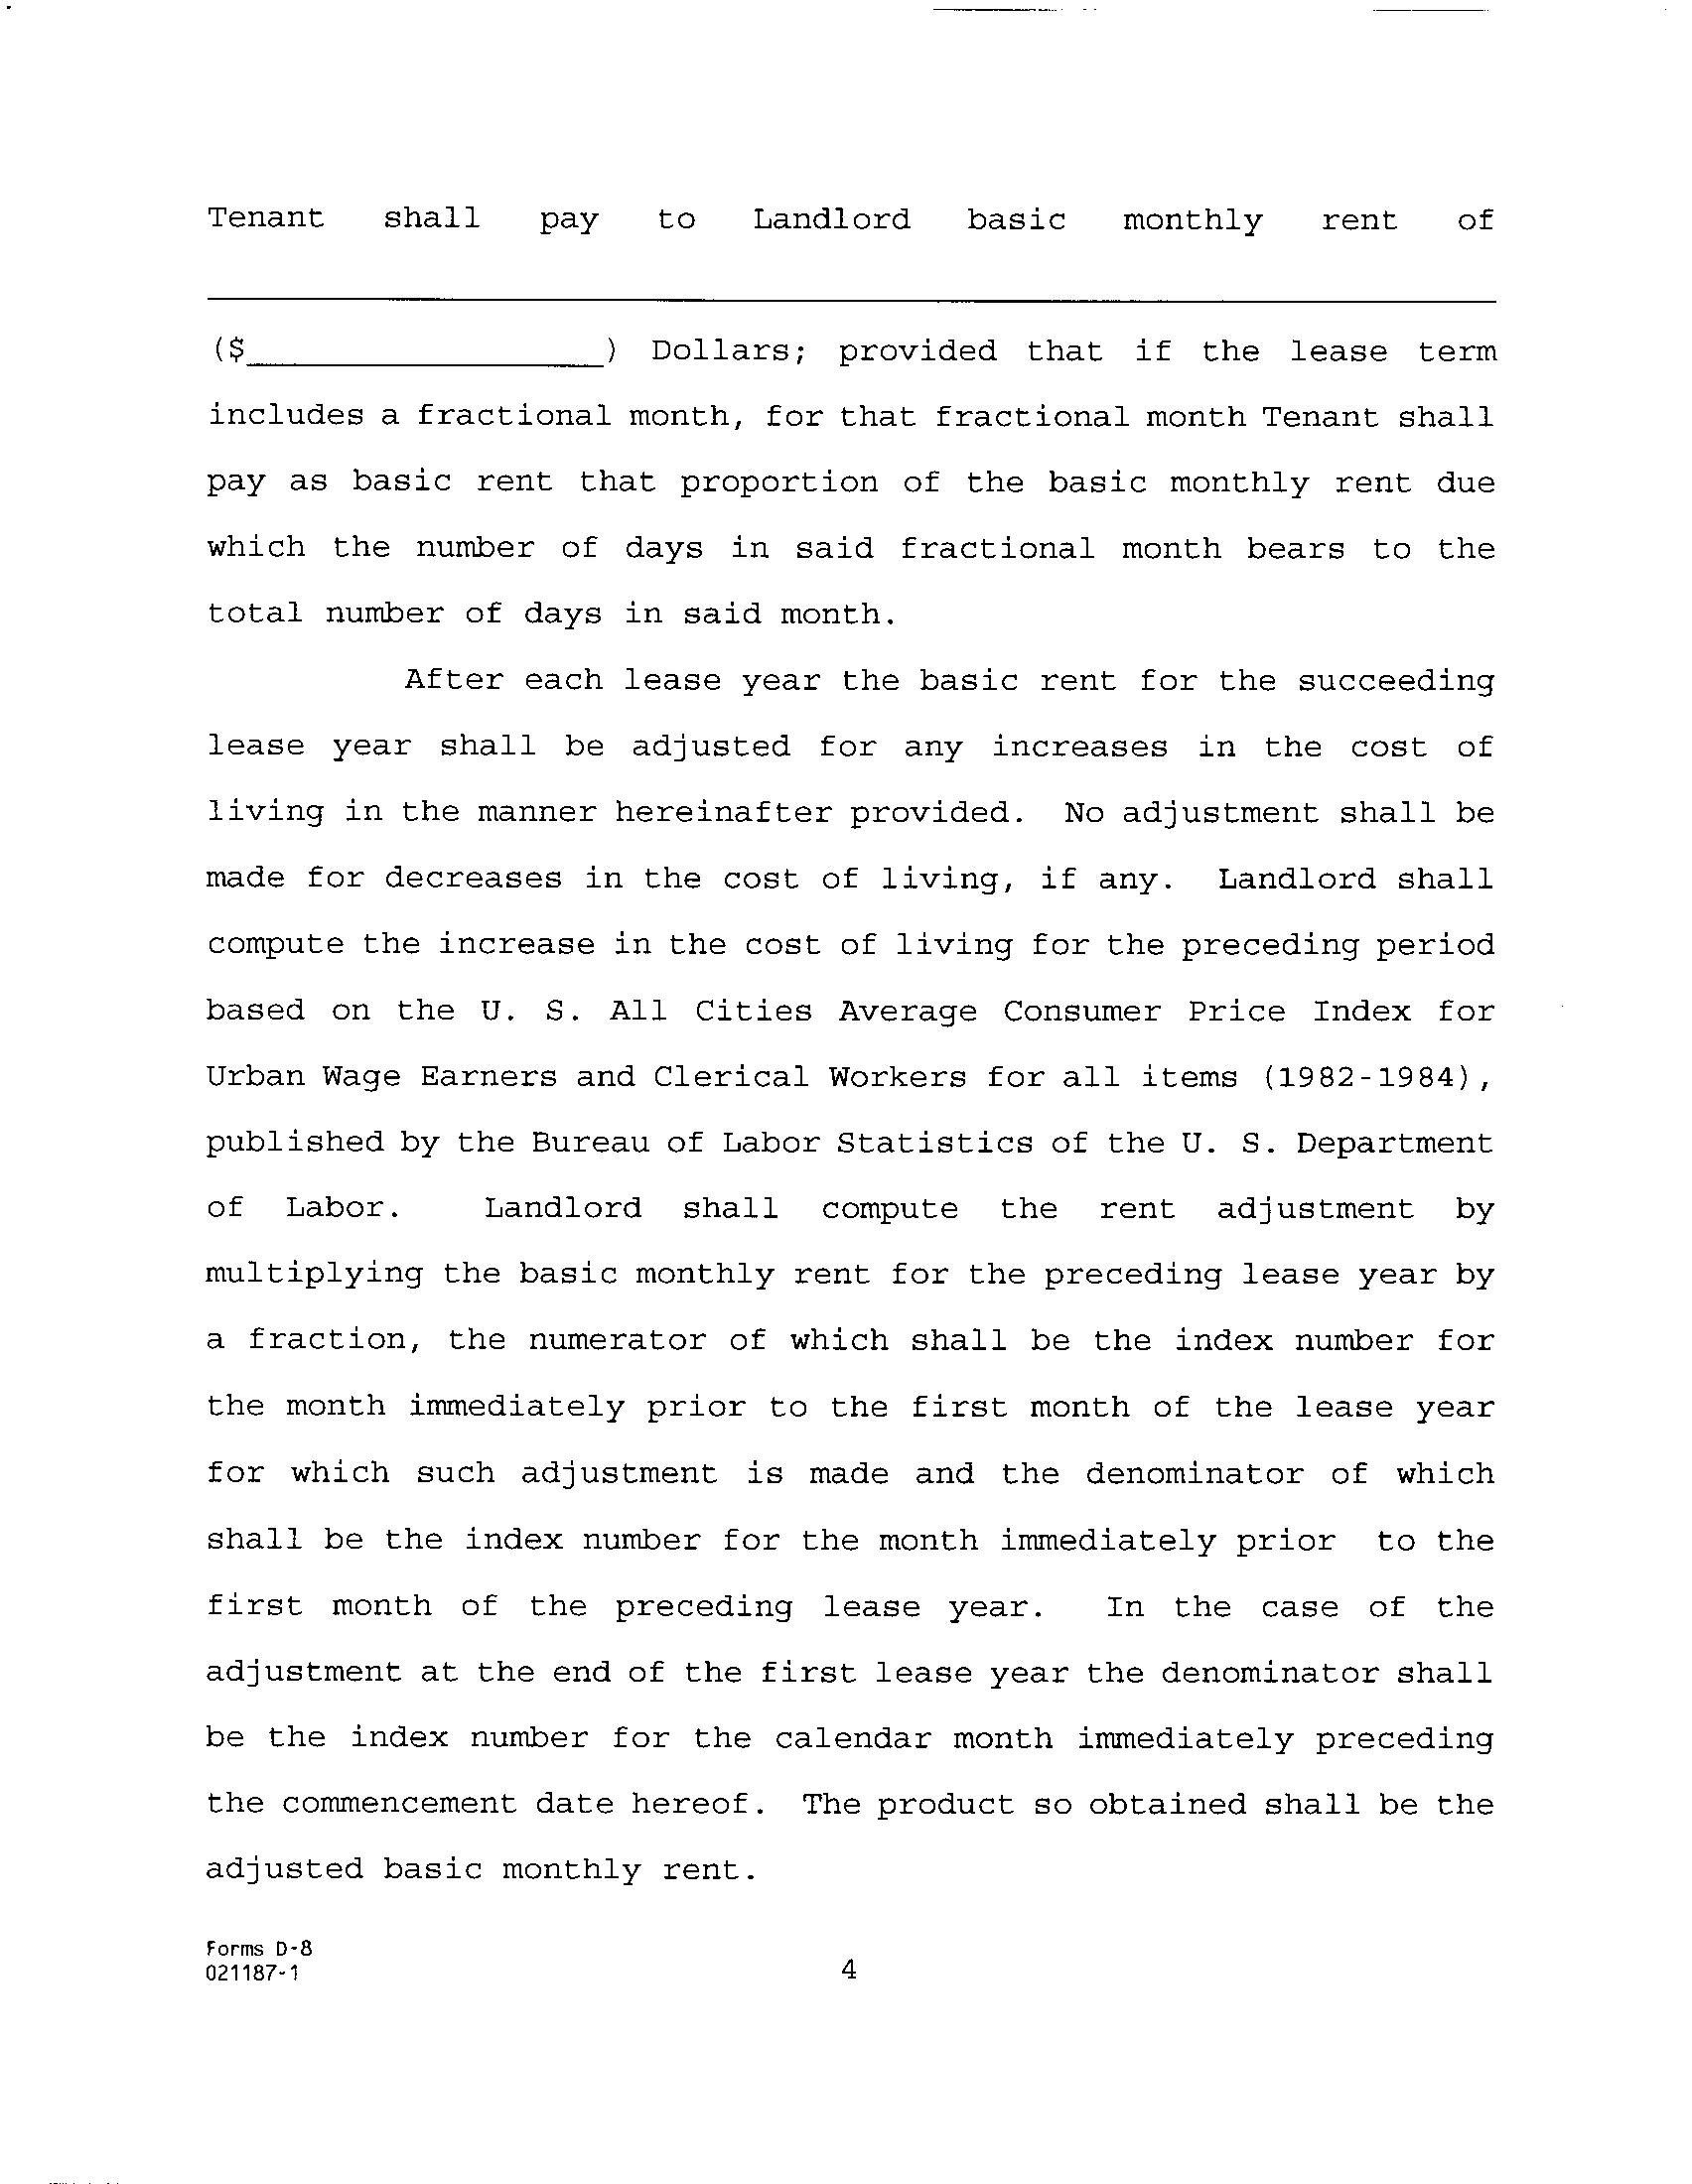 Tenant shall pay to Landlord basic monthly rent of
($__________________) Dollars; provided that if the lease term
includes a fractional month, for that fractional month Tenant shall
pay as basic rent that proportion of the basic monthly rent due
which the number of days in said fractional month bears to the
total number of days in said month.
After each lease year the basic rent for the succeeding
lease year shall be adjusted for any increases in the cost of
living in the manner hereinafter provided. No adjustment shall be
made for decreases in the cost of living, if any. Landlord shall
compute the increase in the cost of living for the preceding period
based on the U. S. All Cities Average Consumer Price Index for
Urban Wage Earners and Clerical Workers for all items (1982-1984),
published by the Bureau of Labor Statistics of the U. S. Department
of Labor. Landlord shall compute the rent adjustment by
multiplying the basic monthly rent for the preceding lease year by
a fraction, the numerator of which shall be the index number for
the month immediately prior to the first month of the lease year
for which such adjustment is made and the denominator of which
shall be the index number for the month immediately prior to the
first month of the preceding lease year. In the case of the
adjustment at the end of the first lease year the denominator shall
be the index number for the calendar month immediately preceding
the commencement date hereof. The product so obtained shall be the
adjusted basic monthly rent.
Forms D-8
021187-1
4